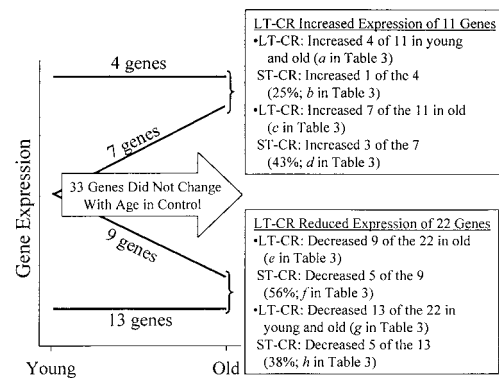 4 genes
7 genes
33 Genes Did Not Change
With Age in Control
9 genes
13 genes
Gene Expression
Young
Old
LT-CR Increased Expression of 11 Genes
•LT-CR: Increased 4 of 11 in young
and old (a in Table 3)
ST-CR: Increased 1 of the 4
(25%; b in Table 3)
•LT-CR: Increased 7 of the 11 in old
(c in Table 3)
ST-CR: Increased 3 of the 7
(43%; d in Table 3)
LT-CR Reduced Expression of 22 Genes
•LT-CR: Decreased 9 of the 22 in old
(e in Table 3)
ST-CR: Decreased 5 of the 9
(56%; f in Table 3)
•LT-CR: Decreased 13 of the 22 in
young and old (g in Table 3)
ST-CR: Decreased 5 of the 13
(38%; h in Table 3)